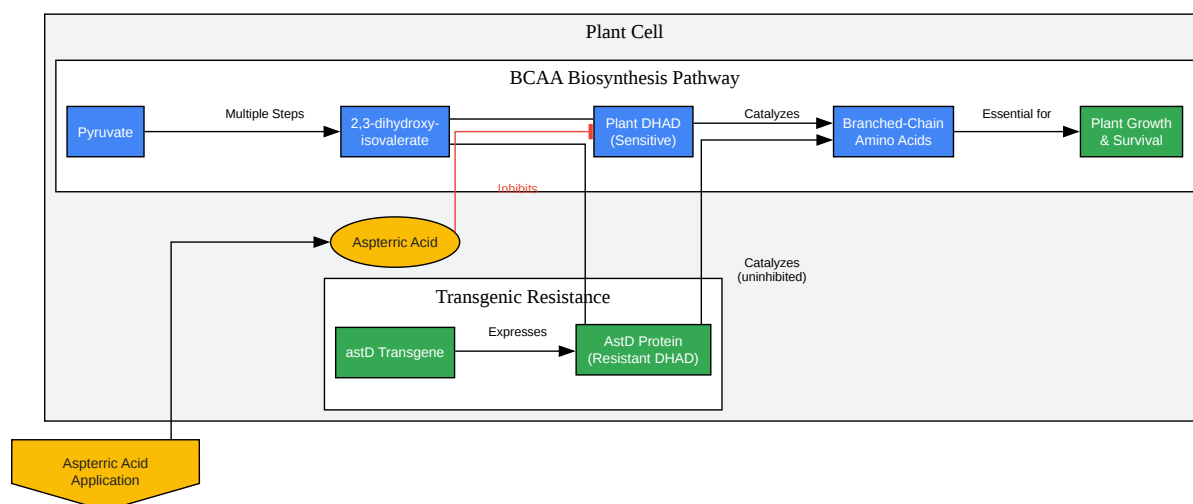 Plant Cell
BCAA Biosynthesis Pathway
Pyruvate
Multiple Steps
2,3-dihydroxy-
isovalerate
Plant DHAD
(Sensitive)
Catalyzes
Branched-Chain
Amino Acids
Essential for
Plant Growth
& Survival
Inhibits
Aspterric Acid
Catalyzes
(uninhibited)
Transgenic Resistance
astD Transgene
Expresses
AstD Protein
(Resistant DHAD)
Aspterric Acid
Application